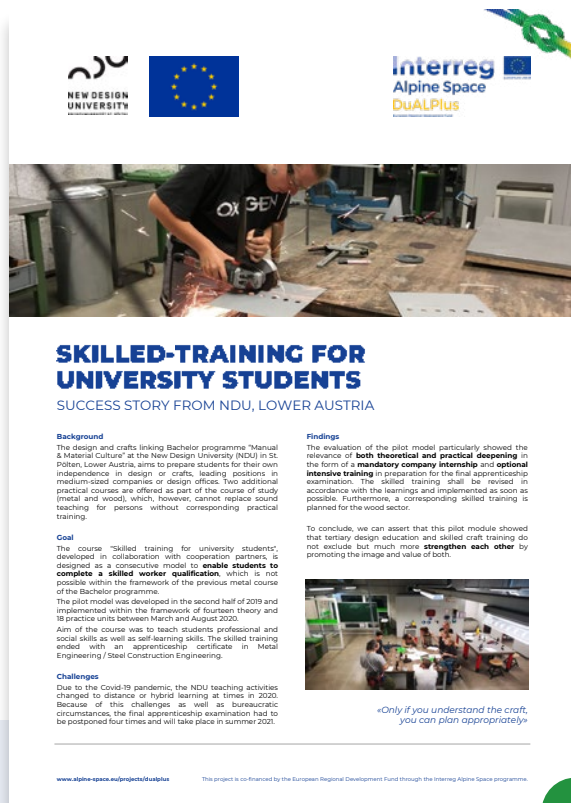 NEW DESIGN
UNIVERSITY
Interreg
Alpine Space
DuALPlus
OXYGEN
SKILLED-TRAINING FOR
UNIVERSITY STUDENTS
SUCCESS STORY FROM NDU, LOWER AUSTRIA
Background
The design and crafts linking Bachelor programme "Manual
& Material Culture" at the New Design University (NDU) in St.
Pölten, Lower Austria, aims to prepare students for their own
independence in design or crafts, leading positions in
medium-sized companies or design offices. Two additional
practical courses are offered as part of the course of study
(metal and wood), which, however, cannot replace sound
teaching for persons without corresponding practical
training.
Goal
The course "Skilled training for university students",
developed in collaboration with cooperation partners, is
designed as a consecutive model to enable students to
complete a skilled worker qualification, which is not
possible within the framework of the previous metal course
of the Bachelor programme.
The pilot model was developed in the second half of 2019 and
implemented within the framework of fourteen theory and
18 practice units between March and August 2020.
Aim of the course was to teach students professional and
social skills as well as self-learning skills. The skilled training
ended with an apprenticeship certificate in Metal
Engineering / Steel Construction Engineering.
Challenges
Due to the Covid-19 pandemic, the NDU teaching activities
changed to distance or hybrid learning at times in 2020.
Because of this challenges as well as bureaucratic
circumstances, the final apprenticeship examination had to
be postponed four times and will take place in summer 2021.
Findings
The evaluation of the pilot model particularly showed the
relevance of both theoretical and practical deepening in
the form of a mandatory company internship and optional
intensive training in preparation for the final apprenticeship
examination. The skilled training shall be revised in
accordance with the learnings and implemented as soon as
possible. Furthermore, a corresponding skilled training is
planned for the wood sector.
To conclude, we can assert that this pilot module showed
that tertiary design education and skilled craft training do
not exclude but much more strengthen each other by
promoting the image and value of both.
«Only if you understand the craft,
you can plan appropriately»
www.alpine-space.eu/projects/dualplus
This project is co-financed by the European Regional Development Fund through the Interreg Alpine Space programme.